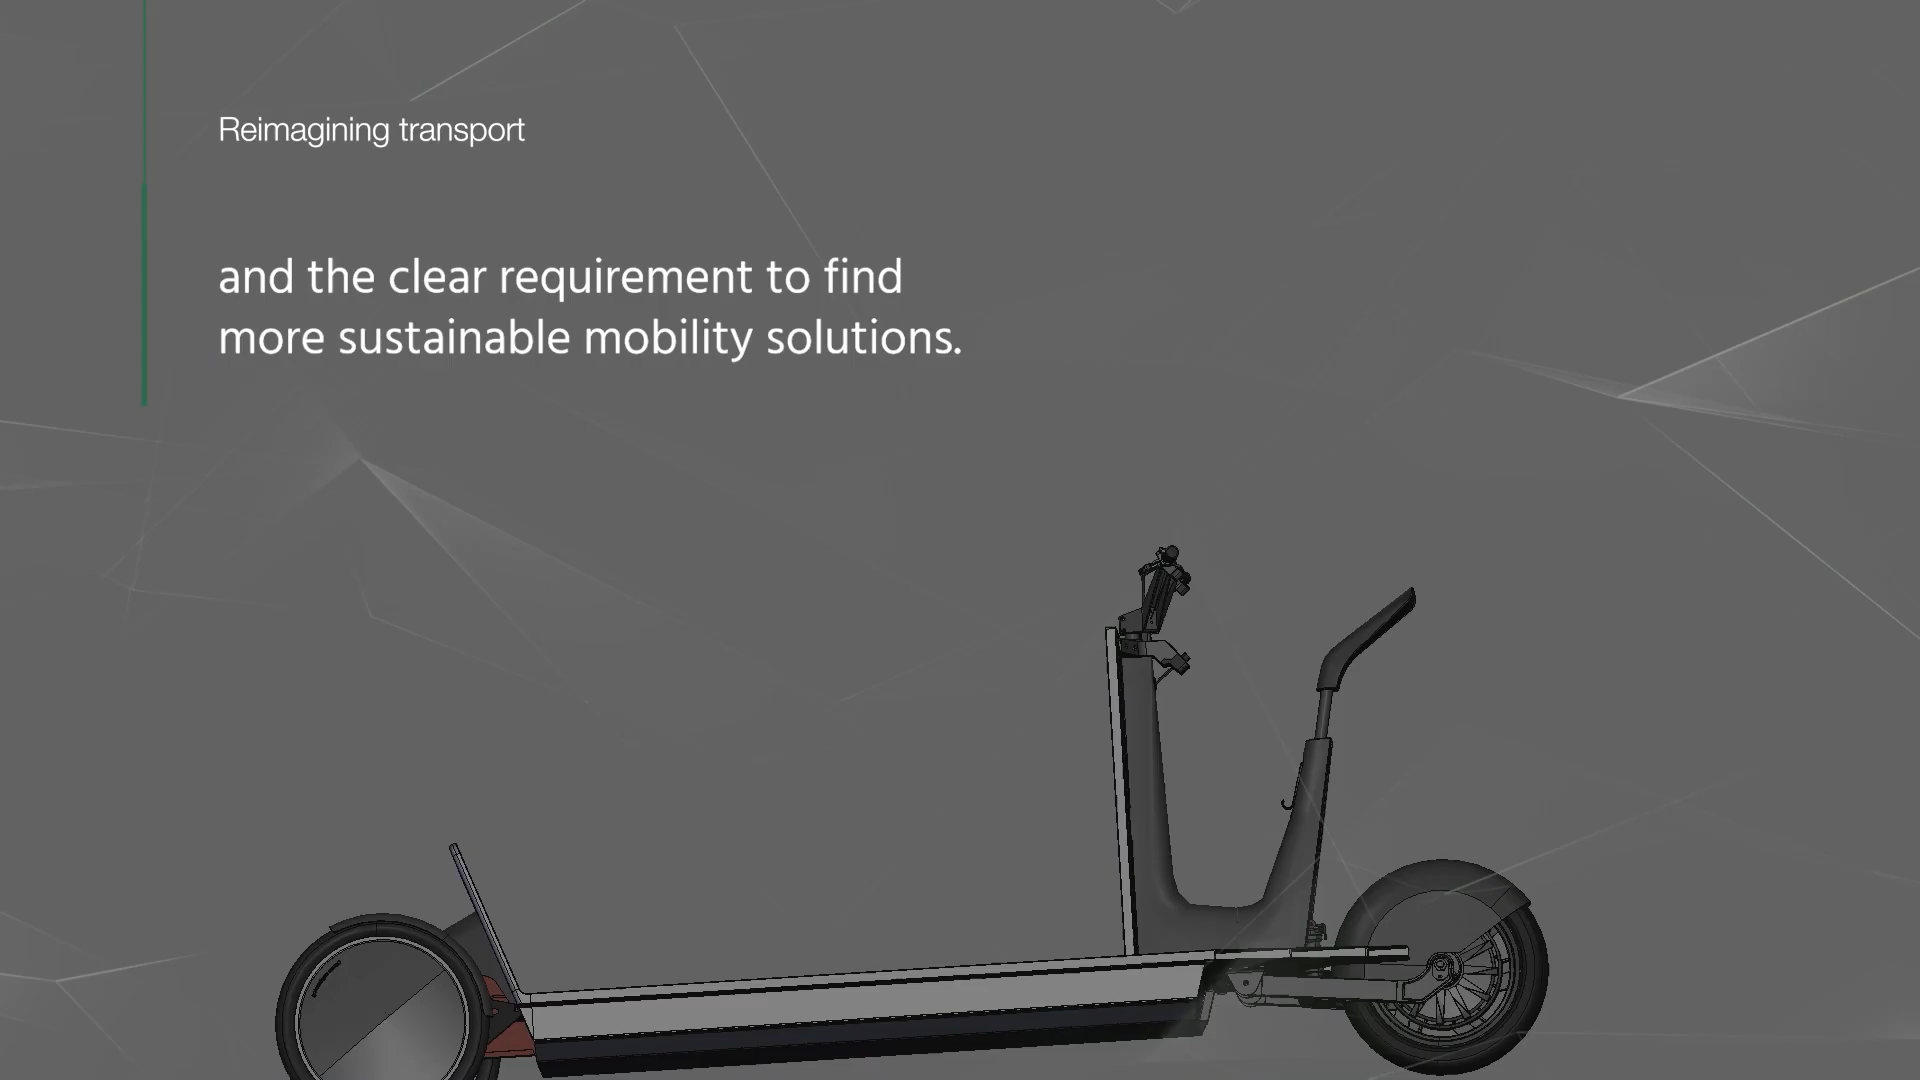 Reimagining transport
and the clear requirement to find
more sustainable mobility solutions.